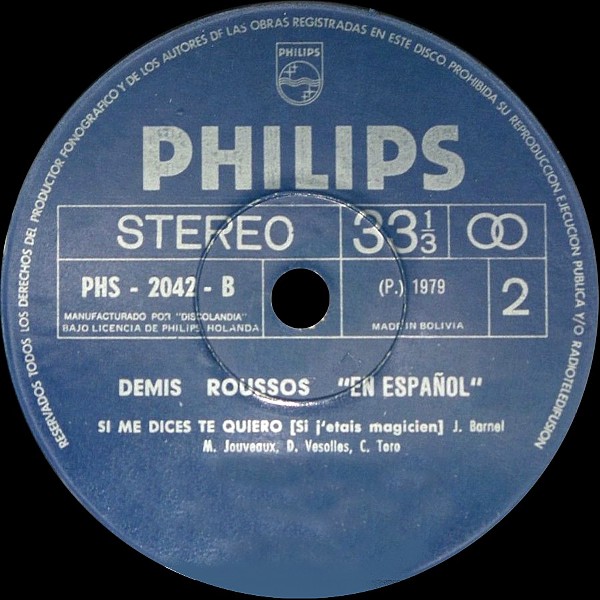 RESERVADOS TODOS LOS DERECHOS DEL PRODUCTOR FONOGRAFICO Y DE LOS AUTORES DE LAS OBRAS REGISTRADAS EN ESTE DISCO PROHIBIDA SU REPRODUCCION EJECUCION PUBLICA Y/O RADIOTELEDIFUSION
PHILIPS
PHILIPS
STEREO 33 1/3
PHS - 2042 - B (P.) 1979 2
MANUFACTURADO POR "DISCOLANDIA"
BAJO LICENCIA DE PHILIPS HOLANDA MADE IN BOLIVIA
DEMIS ROUSSOS "EN ESPAÑOL"
SI ME DICES TE QUIERO [Si j'etais magicien] J. Barnel
M. Jouveaux, D. Vesolles, C. Toro